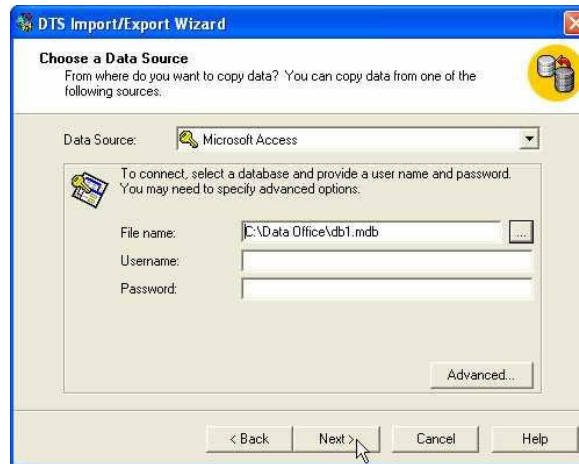 DTS Import/Export Wizard
Choose a Data Source
From where do you want to copy data? You can copy data from one of the
following sources.
Data Source: Microsoft Access
To connect, select a database and provide a user name and password.
You may need to specify advanced options.
File name: C:\Data Office\db1.mdb ...
Username:
Password:
Advanced...
< Back Next > Cancel Help